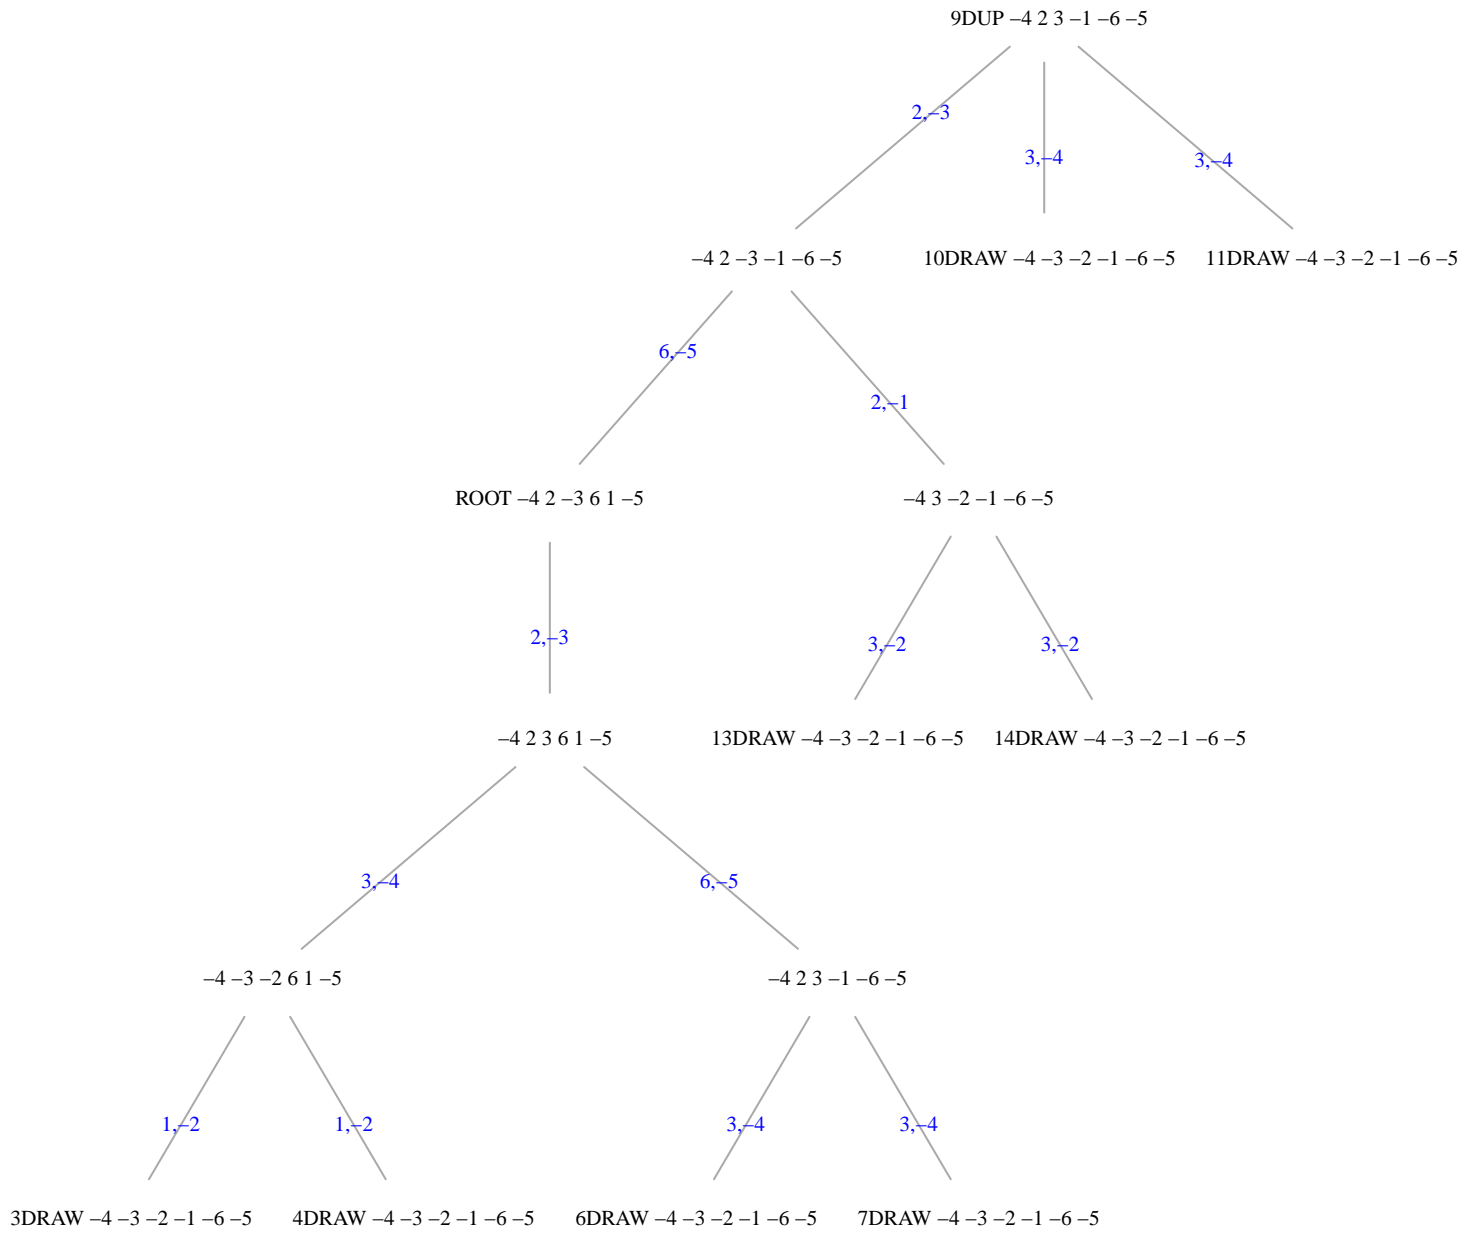 9DUP –4 2 3 –1 –6 –5
2,–3
3,–4
3,–4
–4 2 –3 –1 –6 –5
10DRAW –4 –3 –2 –1 –6 –5
11DRAW –4 –3 –2 –1 –6 –5
6,–5
2,–1
ROOT –4 2 –3 6 1 –5
–4 3 –2 –1 –6 –5
2,–3
3,–2
3,–2
–4 2 3 6 1 –5
13DRAW –4 –3 –2 –1 –6 –5
14DRAW –4 –3 –2 –1 –6 –5
3,–4
6,–5
–4 –3 –2 6 1 –5
–4 2 3 –1 –6 –5
1,–2
1,–2
3,–4
3,–4
3DRAW –4 –3 –2 –1 –6 –5
4DRAW –4 –3 –2 –1 –6 –5
6DRAW –4 –3 –2 –1 –6 –5
7DRAW –4 –3 –2 –1 –6 –5